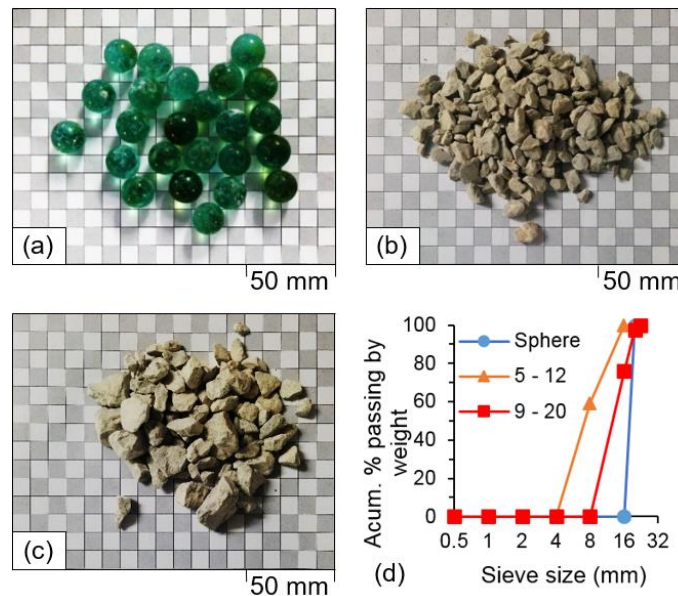 (a)
50 mm
(b)
50 mm
(c)
50 mm
Acum. % passing by
weight
100
80
60
40
20
0
Sphere
5 - 12
9 - 20
0.5 1 2 4 8 16 32
(d) Sieve size (mm)